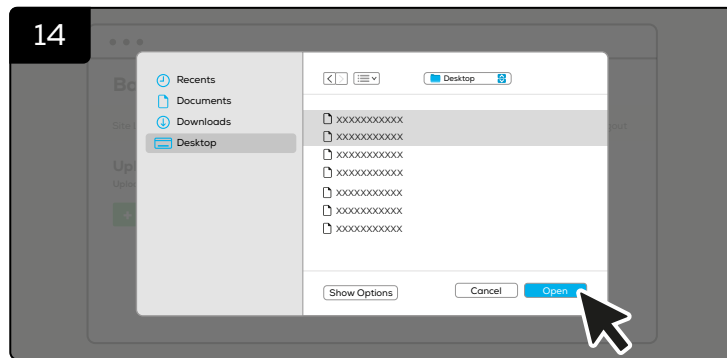 14
Recents
Documents
Downloads
Desktop
Desktop
XXXXXXXXXXX
XXXXXXXXXXX
XXXXXXXXXXX
XXXXXXXXXXX
XXXXXXXXXXX
XXXXXXXXXXX
XXXXXXXXXXX
Show Options
Cancel
Open